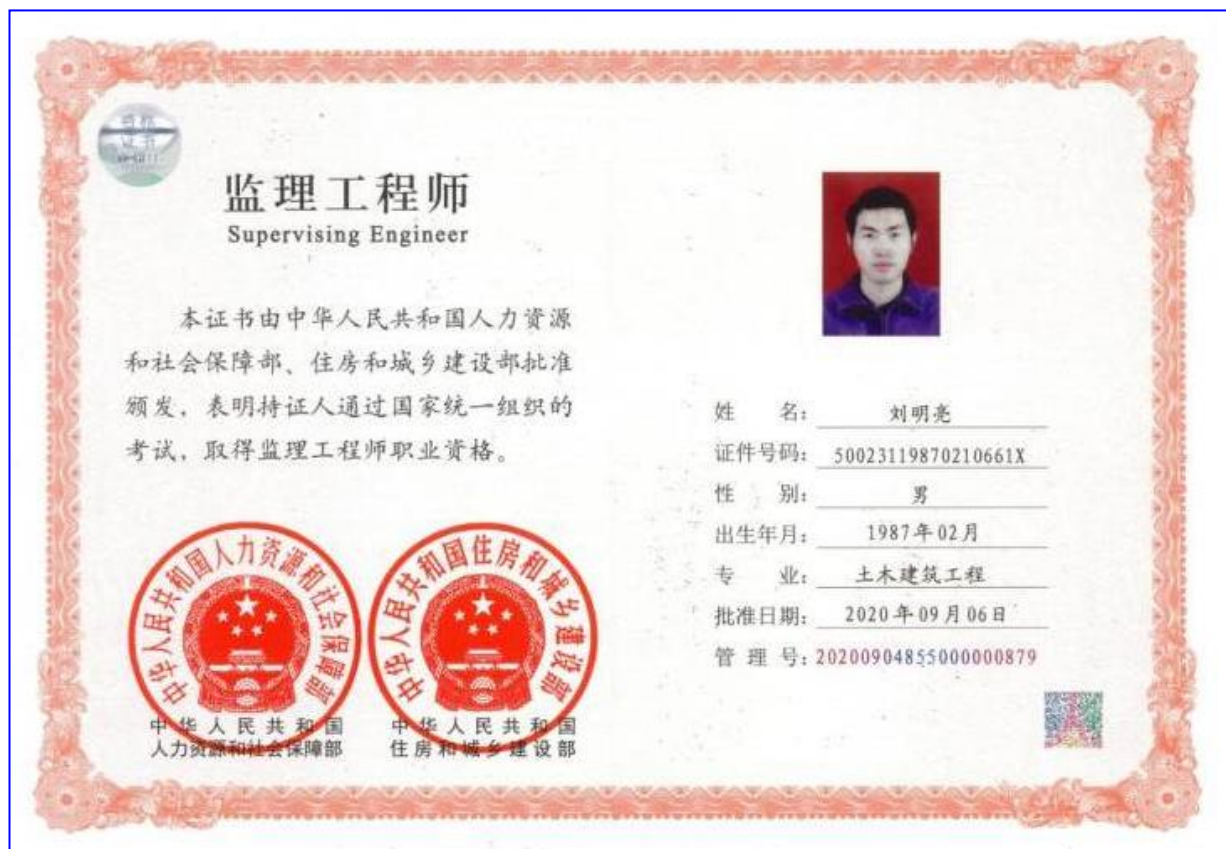 监理工程师
Supervising Engineer
本证书由中华人民共和国人力资源
和社会保障部、住房和城乡建设部批准
颁发，表明持证人通过国家统一组织的
考试，取得监理工程师职业资格。
中华人民共和国人力资源和社会保障部
中华人民共和国
人力资源和社会保障部
中华人民共和国住房和城乡建设部
中华人民共和国
住房和城乡建设部
姓 名： 刘明亮
证件号码： 50023119870210661X
性 别： 男
出生年月： 1987年02月
专 业： 土木建筑工程
批准日期： 2020年09月06日
管 理 号： 20200904855000000879